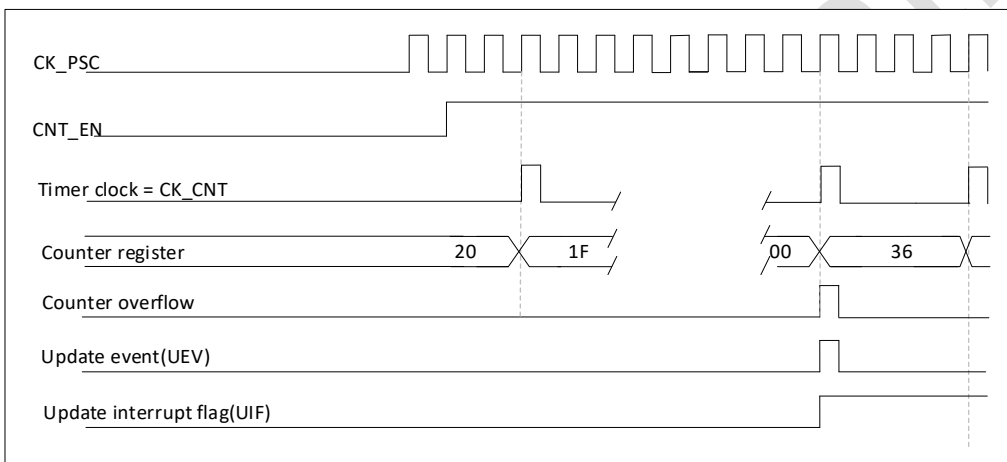 CK_PSC
CNT_EN
Timer clock = CK_CNT
Counter register 20 1F 00 36
Counter overflow
Update event(UEV)
Update interrupt flag(UIF)